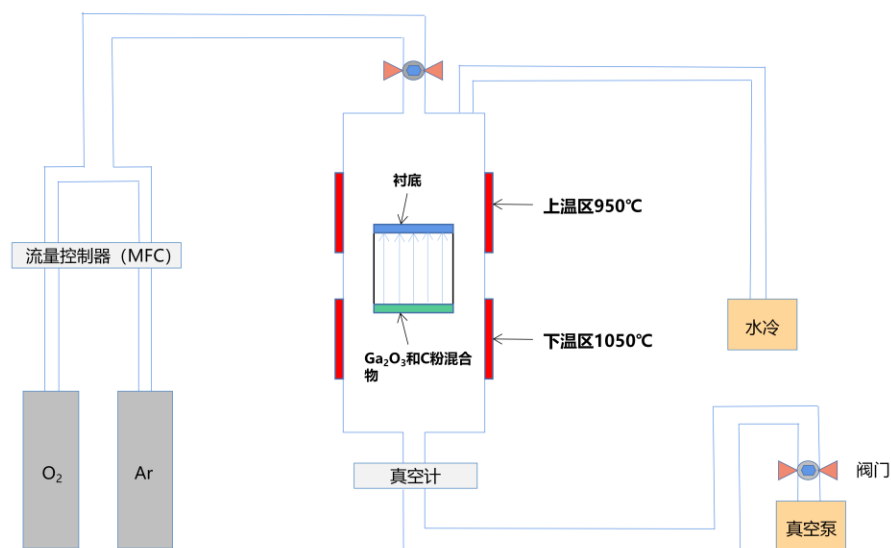 衬底
上温区950℃
流量控制器（MFC）
水冷
下温区1050℃
Ga₂O₃和C粉混合
物
O₂
Ar
真空计
阀门
真空泵